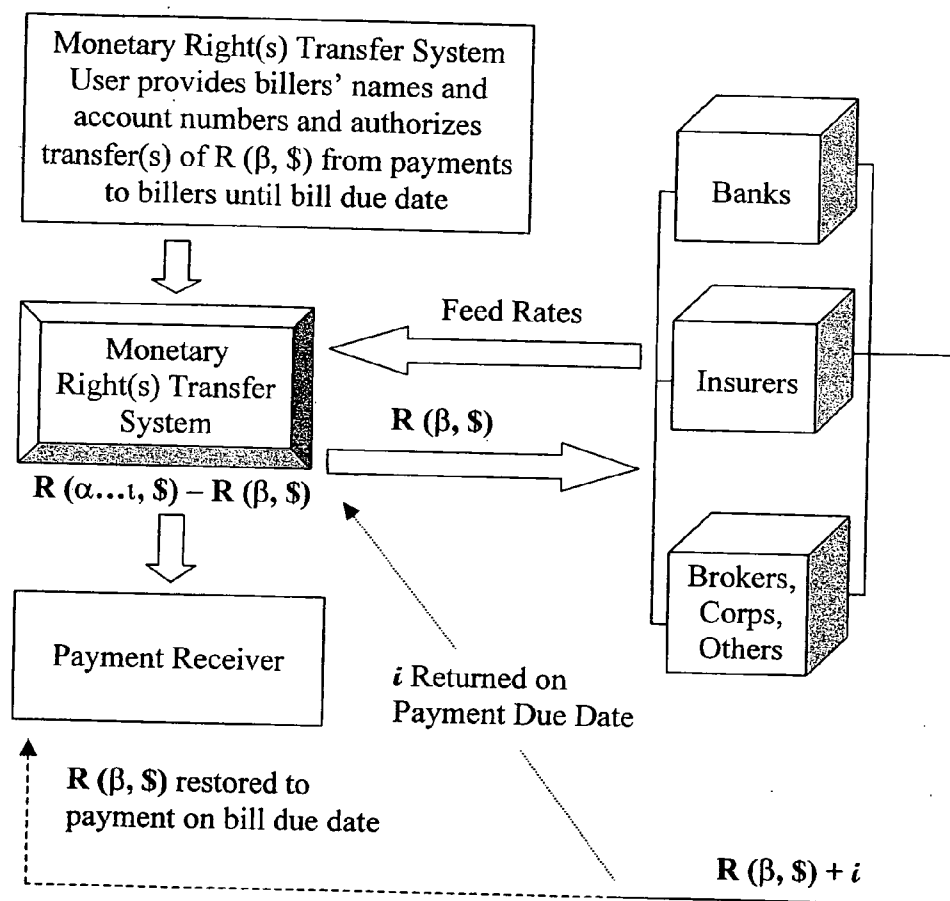 Monetary Right(s) Transfer System
User provides billers' names and
account numbers and authorizes
transfer(s) of R (β, $) from payments
to billers until bill due date
Banks
Feed Rates
Monetary
Right(s) Transfer
System
Insurers
R (β, $)
R (α...ι, $) – R (β, $)
Brokers,
Corps,
Others
Payment Receiver
i Returned on
Payment Due Date
R (β, $) restored to
payment on bill due date
R (β, $) + i